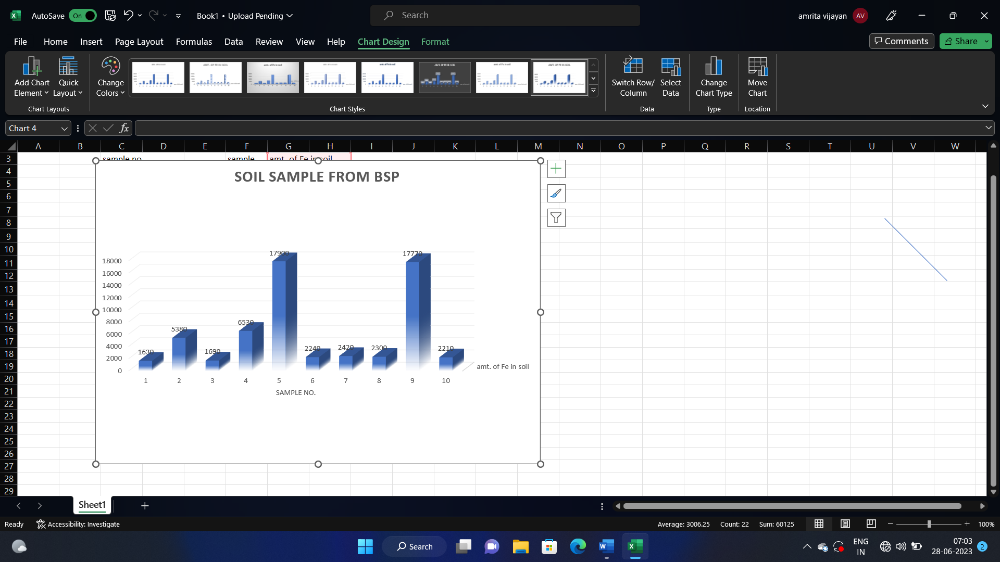 AutoSave On Book1 • Upload Pending Search amrita vijayan AV
File Home Insert Page Layout Formulas Data Review View Help Chart Design Format Comments Share
Add Chart Element Quick Layout Change Colors Switch Row/ Column Select Data Change Chart Type Move Chart
Chart Layouts Chart Styles Data Type Location
Chart 4 fx
A B C D E F G H I J K L M N O P Q R S T U V W
3 sample no sample amt. of Fe in soil
4
5
6
7
8
9
10
11
12
13
14
15
16
17
18
19
20
21
22
23
24
25
26
27
28
29
SOIL SAMPLE FROM BSP
18000
16000
14000
12000
10000
8000
6000
4000
2000
0
1630 5380 1690 6530 17900 2240 2420 2300 17770 2210
amt. of Fe in soil
1 2 3 4 5 6 7 8 9 10
SAMPLE NO.
Sheet1
Ready Accessibility: Investigate Average: 3006.25 Count: 22 Sum: 60125 100%
Search ENG IN 07:03 28-06-2023 2